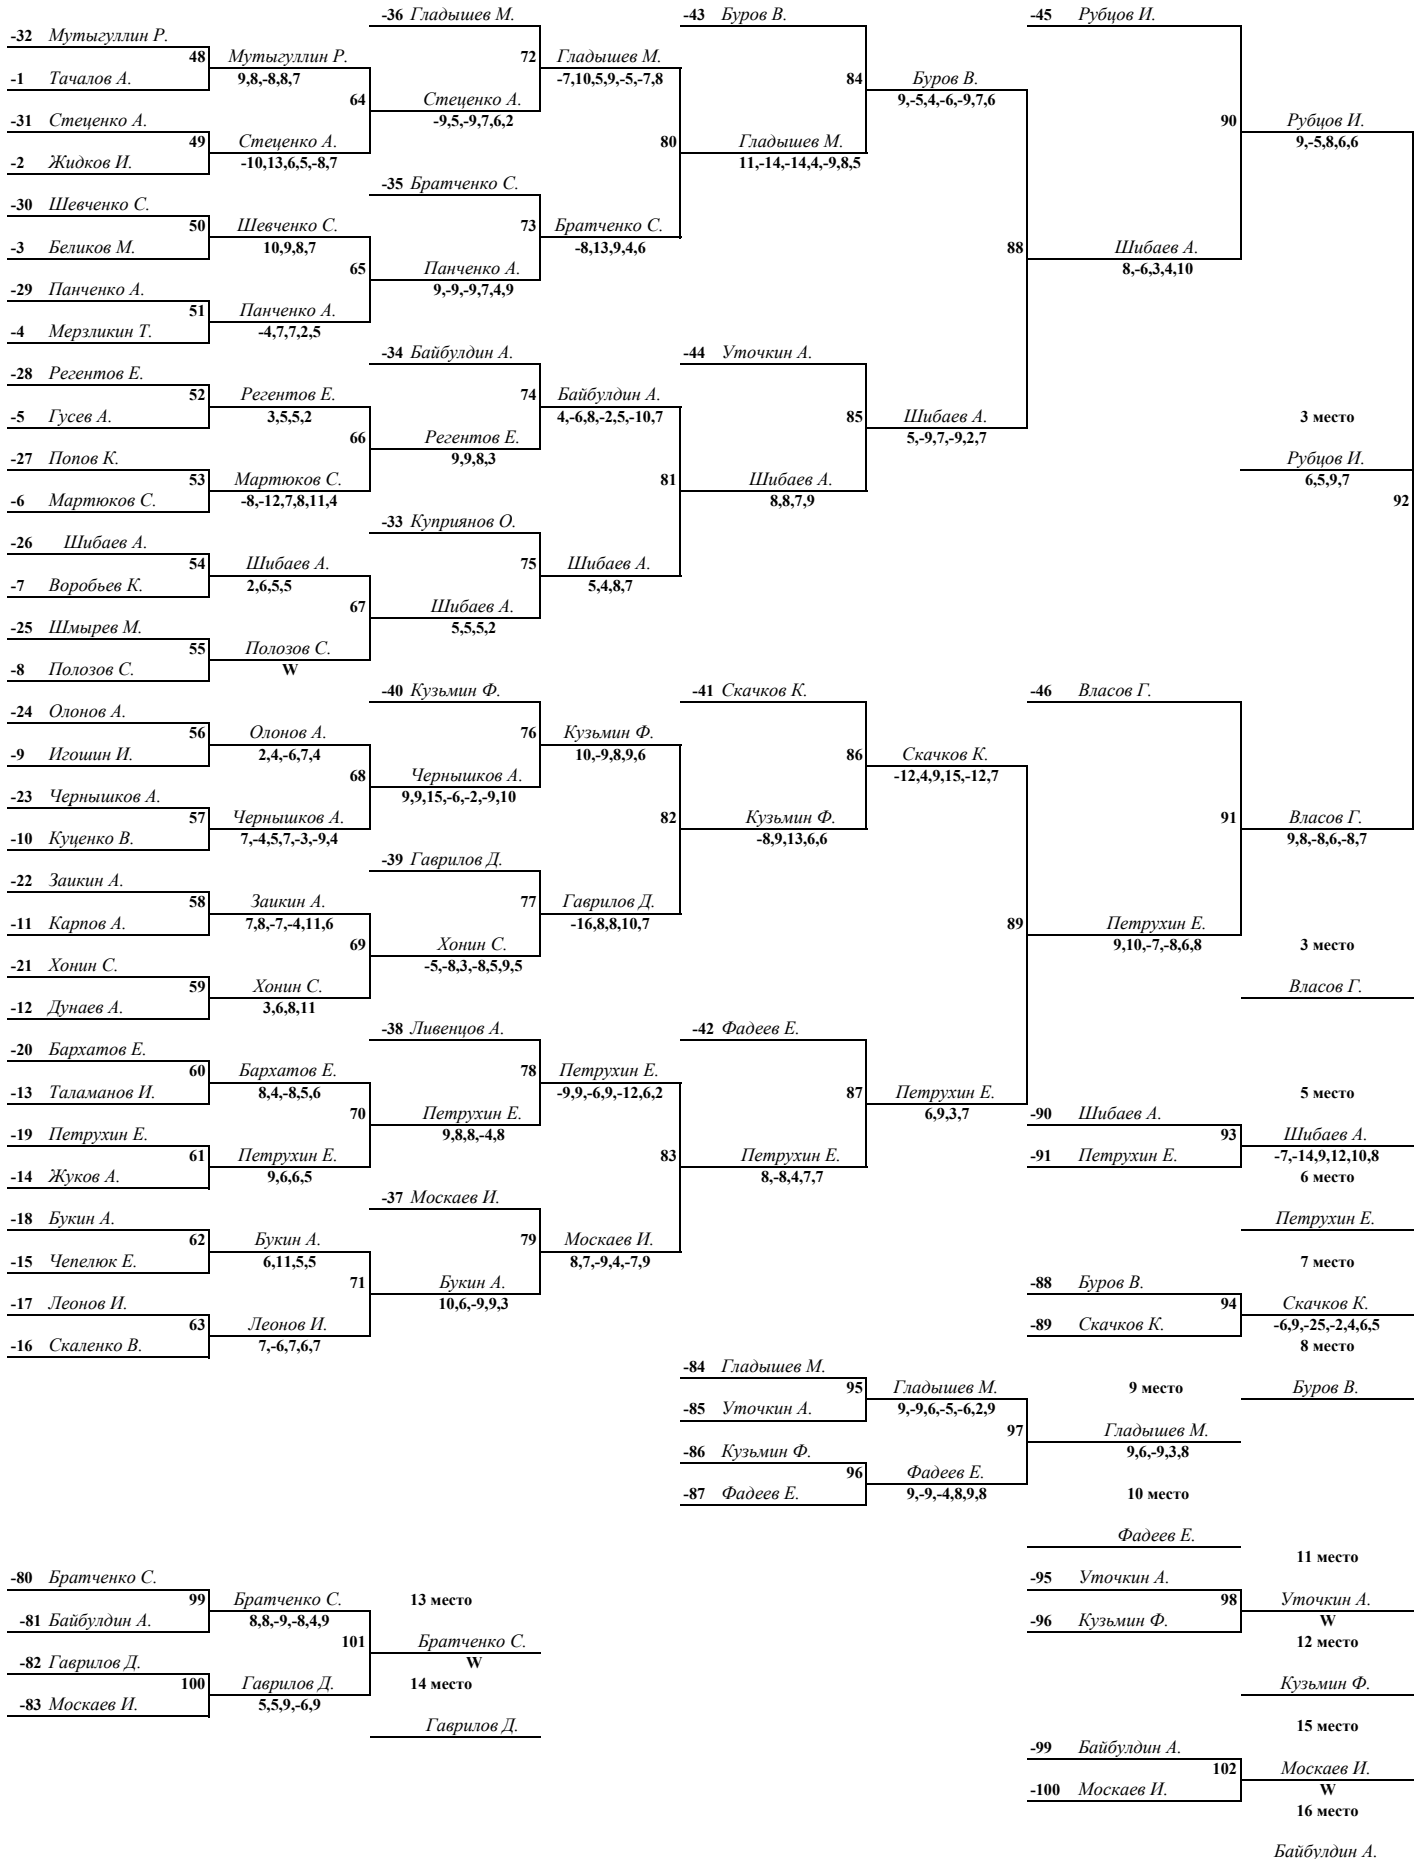 -36 Гладышев М. -43 Буров В. -45 Рубцов И.
-32 Мутыгуллин Р.
48 Мутыгуллин Р. 72 Гладышев М.
-1 Тачалов А. 9,8,-8,8,7 -7,10,5,9,-5,-7,8 84 Буров В.
64 Стеценко А. 9,-5,4,-6,-9,7,6
-31 Стеценко А. -9,5,-9,7,6,2 90 Рубцов И.
49 Стеценко А. 80 Гладышев М. 9,-5,8,6,6
-2 Жидков И. -10,13,6,5,-8,7 11,-14,-14,4,-9,8,5
-35 Братченко С.
-30 Шевченко С.
50 Шевченко С. 73 Братченко С.
-3 Беликов М. 10,9,8,7 -8,13,9,4,6 88 Шибаев А.
65 Панченко А. 8,-6,3,4,10
-29 Панченко А. 9,-9,-9,7,4,9
51 Панченко А.
-4 Мерзликин Т. -4,7,7,2,5
-34 Байбулдин А. -44 Уточкин А.
-28 Регентов Е.
52 Регентов Е. 74 Байбулдин А.
-5 Гусев А. 3,5,5,2 4,-6,8,-2,5,-10,7 85 Шибаев А. 3 место
66 Регентов Е. 5,-9,7,-9,2,7
-27 Попов К. 9,9,8,3 Рубцов И.
53 Мартюков С. 81 Шибаев А. 6,5,9,7
-6 Мартюков С. -8,-12,7,8,11,4 8,8,7,9 92
-33 Куприянов О.
-26 Шибаев А.
54 Шибаев А. 75 Шибаев А.
-7 Воробьев К. 2,6,5,5 5,4,8,7
67 Шибаев А.
-25 Шмырев М. 5,5,5,2
55 Полозов С.
-8 Полозов С. W
-40 Кузьмин Ф. -41 Скачков К. -46 Власов Г.
-24 Олонов А.
56 Олонов А. 76 Кузьмин Ф.
-9 Игошин И. 2,4,-6,7,4 10,-9,8,9,6 86 Скачков К.
68 Чернышков А. -12,4,9,15,-12,7
-23 Чернышков А. 9,9,15,-6,-2,-9,10
57 Чернышков А. 82 Кузьмин Ф. 91 Власов Г.
-10 Куценко В. 7,-4,5,7,-3,-9,4 -8,9,13,6,6 9,8,-8,6,-8,7
-39 Гаврилов Д.
-22 Заикин А.
58 Заикин А. 77 Гаврилов Д.
-11 Карпов А. 7,8,-7,-4,11,6 -16,8,8,10,7 89 Петрухин Е.
69 Хонин С. 9,10,-7,-8,6,8 3 место
-21 Хонин С. -5,-8,3,-8,5,9,5
59 Хонин С. Власов Г.
-12 Дунаев А. 3,6,8,11
-38 Ливенцов А. -42 Фадеев Е.
-20 Бархатов Е.
60 Бархатов Е. 78 Петрухин Е.
-13 Таламанов И. 8,4,-8,5,6 -9,9,-6,9,-12,6,2 87 Петрухин Е. 5 место
70 Петрухин Е. 6,9,3,7 -90 Шибаев А.
-19 Петрухин Е. 9,8,8,-4,8 93 Шибаев А.
61 Петрухин Е. 83 Петрухин Е. -91 Петрухин Е. -7,-14,9,12,10,8
-14 Жуков А. 9,6,6,5 8,-8,4,7,7 6 место
-37 Москаев И.
-18 Букин А. Петрухин Е.
62 Букин А. 79 Москаев И.
-15 Чепелюк Е. 6,11,5,5 8,7,-9,4,-7,9 7 место
71 Букин А. -88 Буров В.
-17 Леонов И. 10,6,-9,9,3 94 Скачков К.
63 Леонов И. -89 Скачков К. -6,9,-25,-2,4,6,5
-16 Скаленко В. 7,-6,7,6,7 8 место
-84 Гладышев М.
95 Гладышев М. 9 место Буров В.
-85 Уточкин А. 9,-9,6,-5,-6,2,9
97 Гладышев М.
-86 Кузьмин Ф. 9,6,-9,3,8
96 Фадеев Е.
-87 Фадеев Е. 9,-9,-4,8,9,8 10 место
Фадеев Е.
11 место
-80 Братченко С. -95 Уточкин А.
99 Братченко С. 13 место 98 Уточкин А.
-81 Байбулдин А. 8,8,-9,-8,4,9 -96 Кузьмин Ф. W
101 Братченко С. 12 место
-82 Гаврилов Д. W
100 Гаврилов Д. 14 место Кузьмин Ф.
-83 Москаев И. 5,5,9,-6,9
Гаврилов Д. 15 место
-99 Байбулдин А.
102 Москаев И.
-100 Москаев И. W
16 место
Байбулдин А.